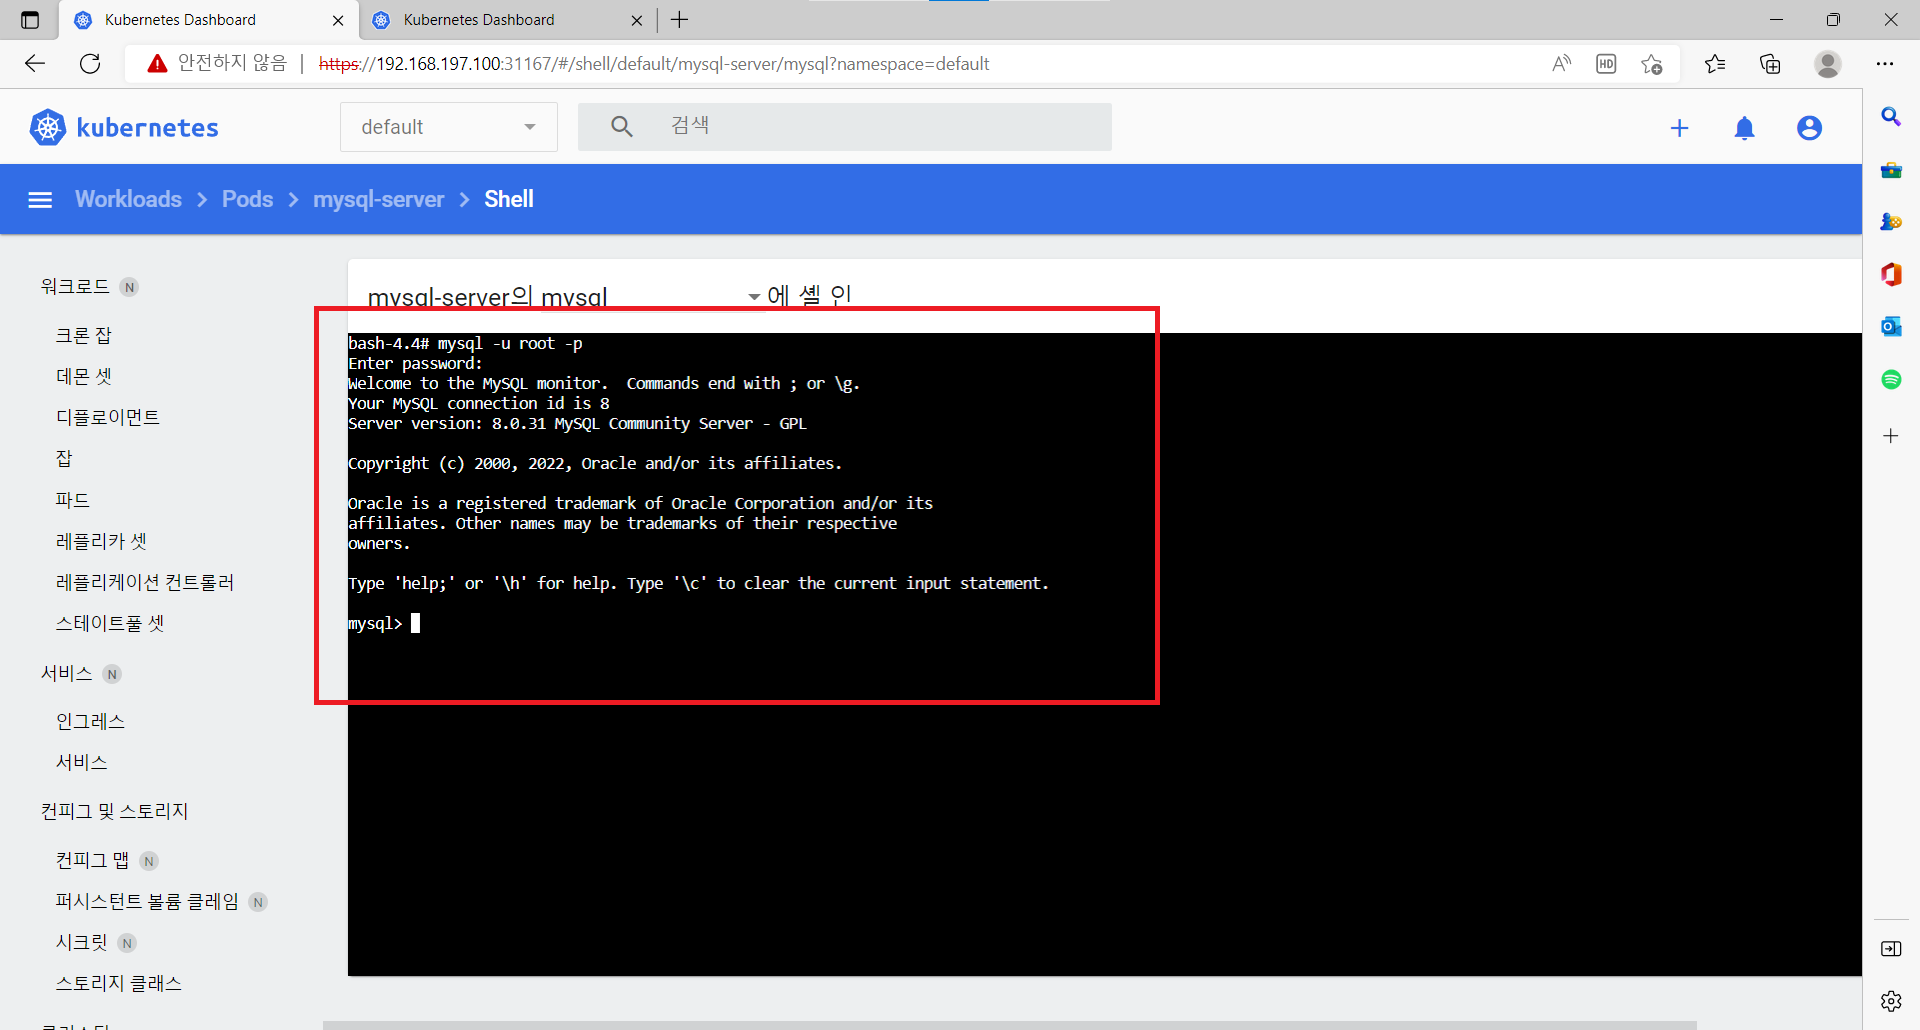 Kubernetes Dashboard
Kubernetes Dashboard
안전하지 않음 | https://192.168.197.100:31167/#/shell/default/mysql-server/mysql?namespace=default
HD
kubernetes
default
검색
Workloads > Pods > mysql-server > Shell
워크로드 N
크론 잡
데몬 셋
디플로이먼트
잡
파드
레플리카 셋
레플리케이션 컨트롤러
스테이트풀 셋
서비스 N
인그레스
서비스
컨피그 및 스토리지
컨피그 맵 N
퍼시스턴트 볼륨 클레임 N
시크릿 N
스토리지 클래스
mysql-server의 mysql 에 셸 인
bash-4.4# mysql -u root -p
Enter password:
Welcome to the MySQL monitor.  Commands end with ; or \g.
Your MySQL connection id is 8
Server version: 8.0.31 MySQL Community Server - GPL
Copyright (c) 2000, 2022, Oracle and/or its affiliates.
Oracle is a registered trademark of Oracle Corporation and/or its
affiliates. Other names may be trademarks of their respective
owners.
Type 'help;' or '\h' for help. Type '\c' to clear the current input statement.
mysql>